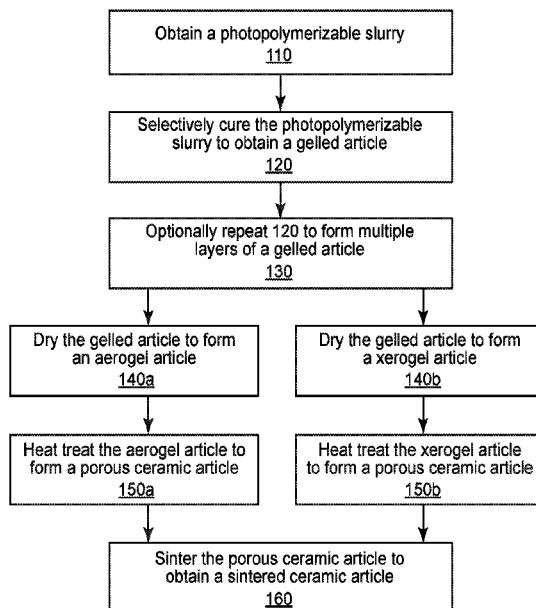 Obtain a photopolymerizable slurry
110
Selectively cure the photopolymerizable
slurry to obtain a gelled article
120
Optionally repeat 120 to form multiple
layers of a gelled article
130
Dry the gelled article to form
an aerogel article
140a
Dry the gelled article to form
a xerogel article
140b
Heat treat the aerogel article to
form a porous ceramic article
150a
Heat treat the xerogel article
to form a porous ceramic article
150b
Sinter the porous ceramic article to
obtain a sintered ceramic article
160